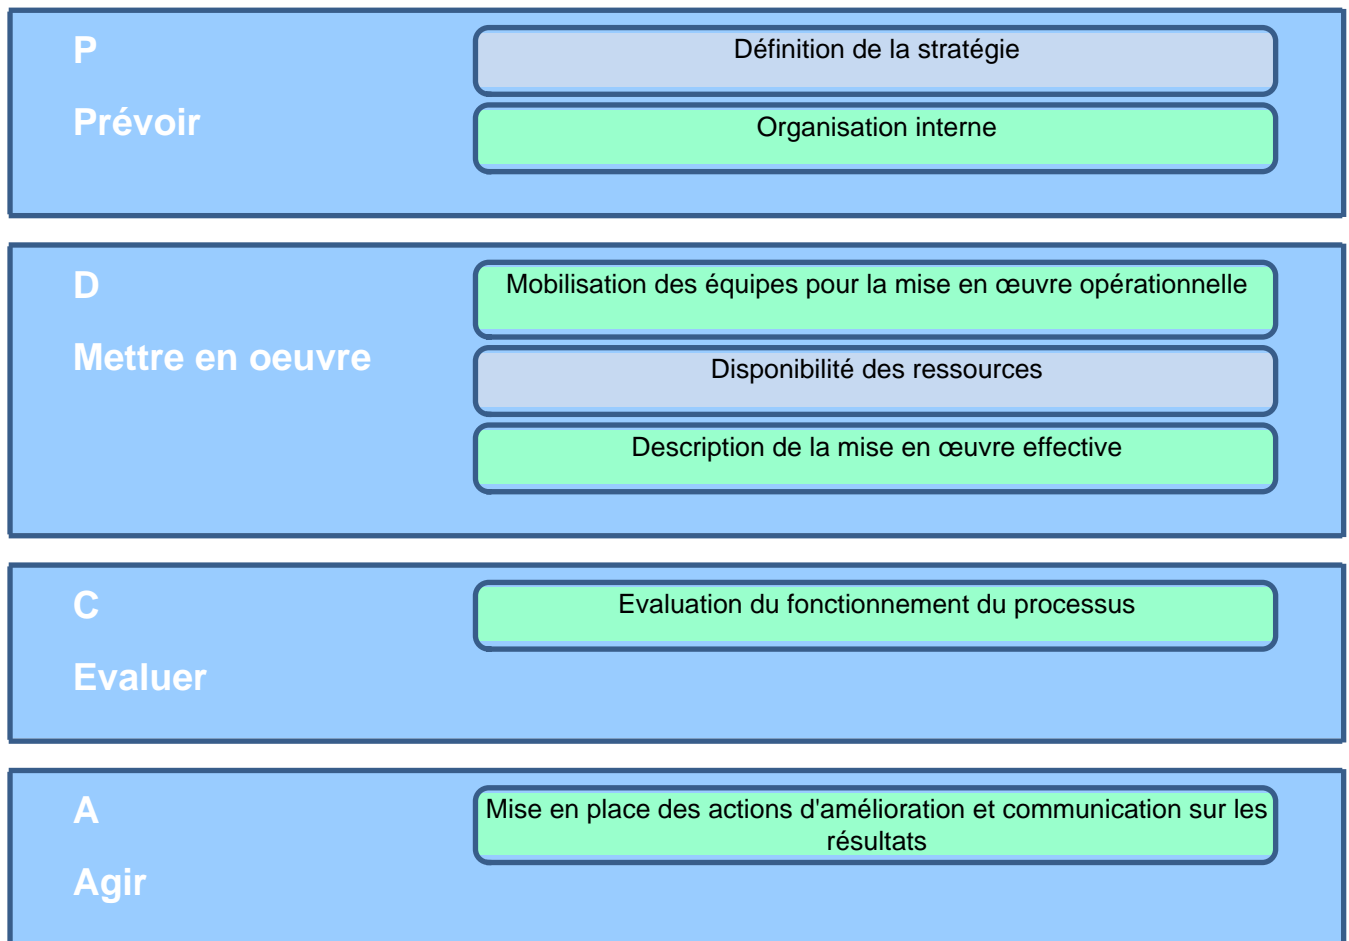 P
Prévoir
Définition de la stratégie
Organisation interne
D
Mettre en oeuvre
Mobilisation des équipes pour la mise en œuvre opérationnelle
Disponibilité des ressources
Description de la mise en œuvre effective
C
Evaluer
Evaluation du fonctionnement du processus
A
Agir
Mise en place des actions d'amélioration et communication sur les
résultats